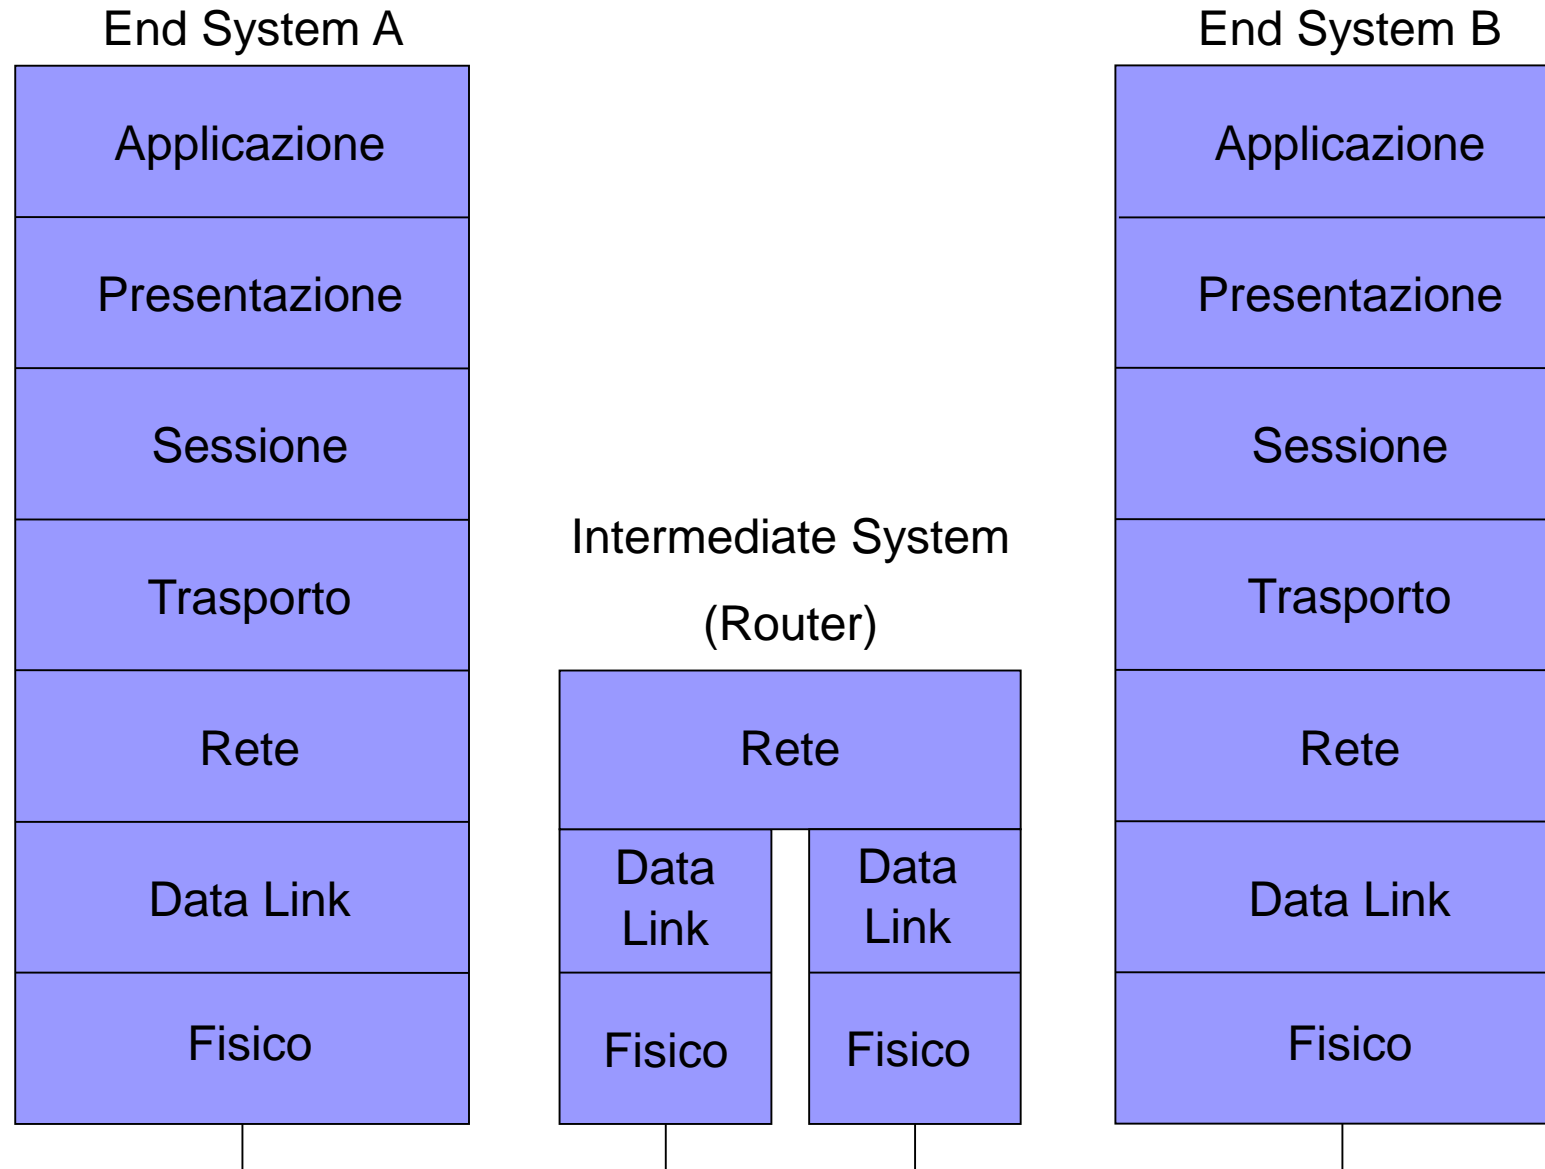 End System A
Applicazione
Presentazione
Sessione
Trasporto
Rete
Data Link
Fisico
Intermediate System
(Router)
Rete
Data
Link
Fisico
Data
Link
Fisico
End System B
Applicazione
Presentazione
Sessione
Trasporto
Rete
Data Link
Fisico